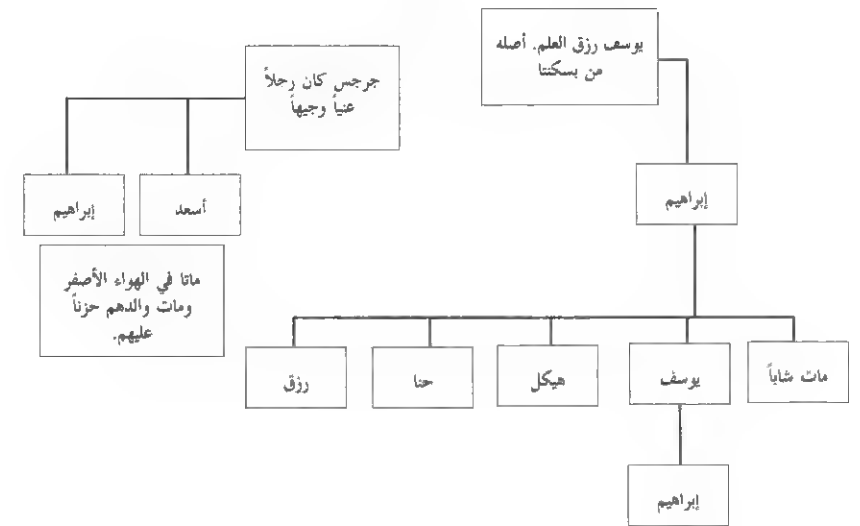 يوسف رزق العلم. أصله
من بسكنتا
جرجس كان رجلاً
غنياً وجيهاً
إبراهيم
أسعد
إبراهيم
ماتا في الهواء الأصفر
ومات والدهم حزناً
عليهم.
مات شاباً
يوسف
هيكل
حنا
رزق
إبراهيم